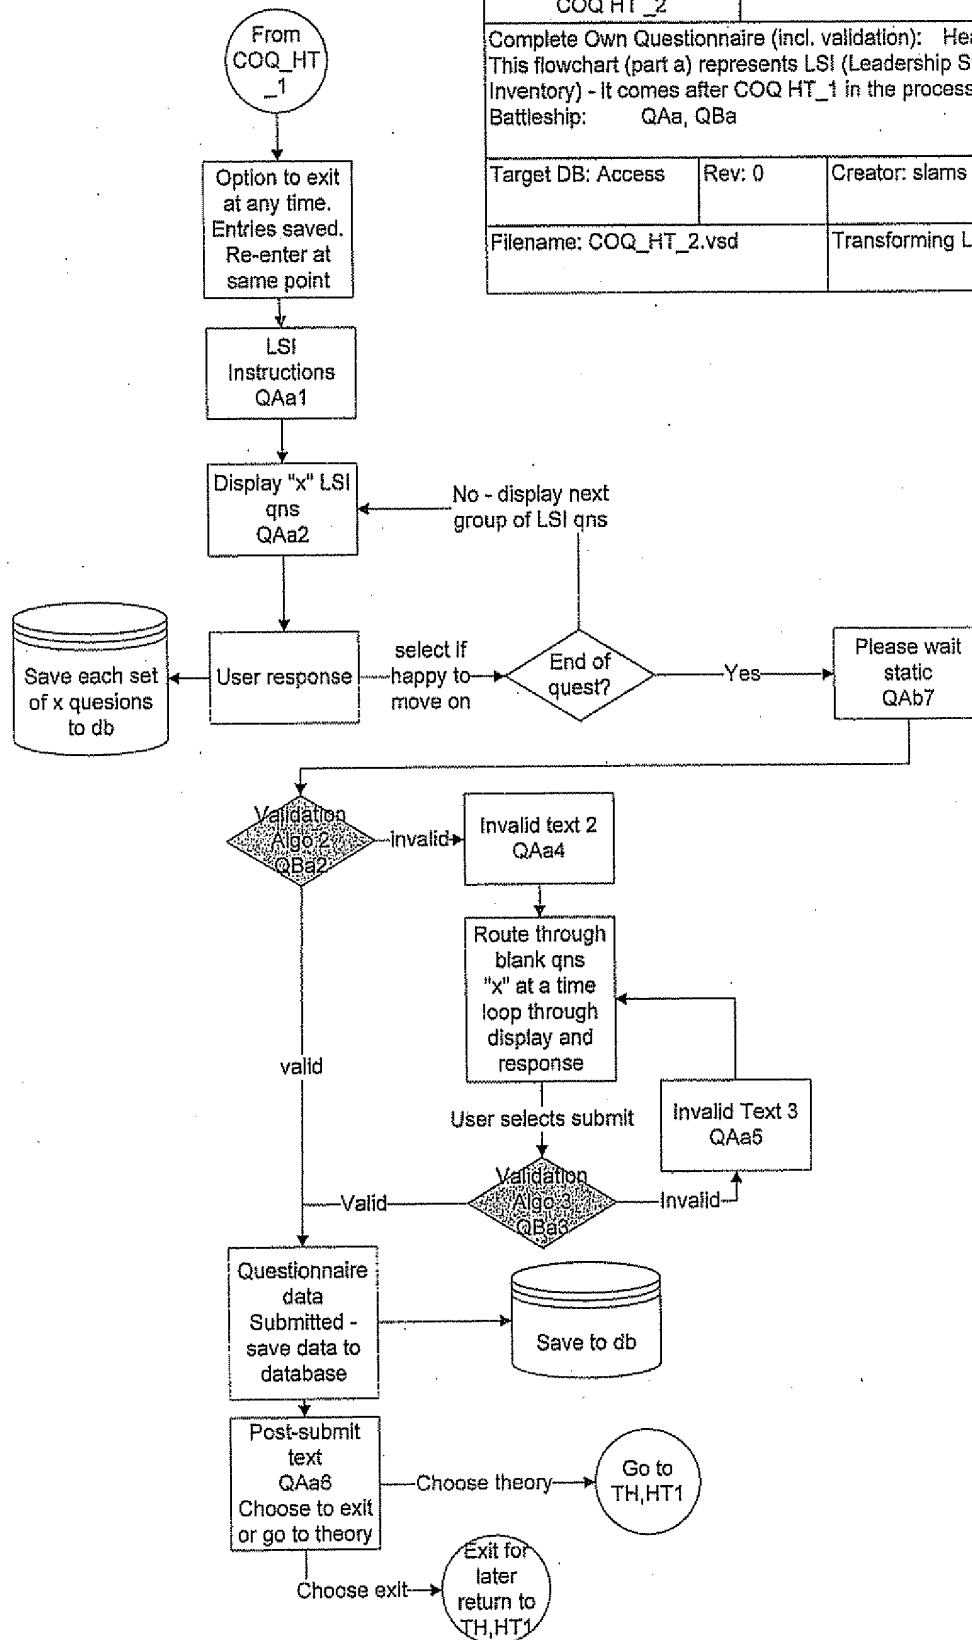 COQ HT_2
Complete Own Questionnaire (incl. validation): Hea
This flowchart (part a) represents LSI (Leadership S
Inventory) - it comes after COQ HT_1 in the process
Battleship: QAa, QBa
Target DB: Access
Rev: 0
Creator: slams
Filename: COQ_HT_2.vsd
Transforming L
From
COQ_HT
_1
Option to exit
at any time.
Entries saved.
Re-enter at
same point
LSI
Instructions
QAa1
Display "x" LSI
qns
QAa2
No - display next
group of LSI qns
Save each set
of x quesions
to db
User response
select if
happy to
move on
End of
quest?
Yes
Please wait
static
QAb7
Validation
Algo 2
QBa2
invalid
Invalid text 2
QAa4
Route through
blank qns
"x" at a time
loop through
display and
response
valid
User selects submit
Invalid Text 3
QAa5
Validation
Algo 3
QBa3
Valid
Invalid
Questionnaire
data
Submitted -
save data to
database
Save to db
Post-submit
text
QAa6
Choose to exit
or go to theory
Choose theory
Go to
TH,HT1
Choose exit
Exit for
later
return to
TH,HT1